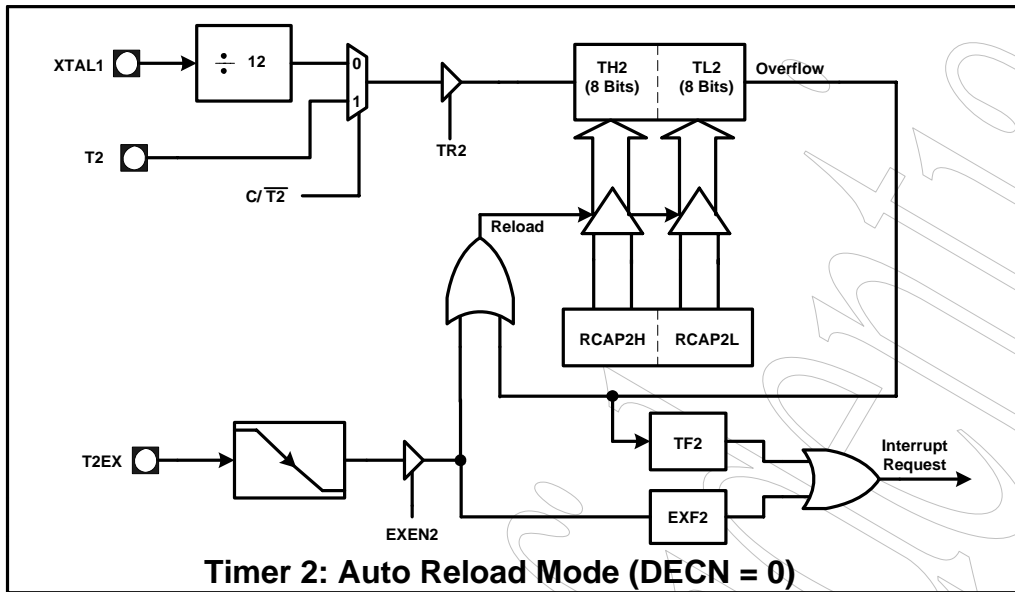 XTAL1
÷ 12
0
1
T2
C/T2
TR2
TH2
(8 Bits)
TL2
(8 Bits)
Overflow
Reload
RCAP2H
RCAP2L
T2EX
EXEN2
TF2
EXF2
Interrupt
Request
Timer 2: Auto Reload Mode (DECN = 0)